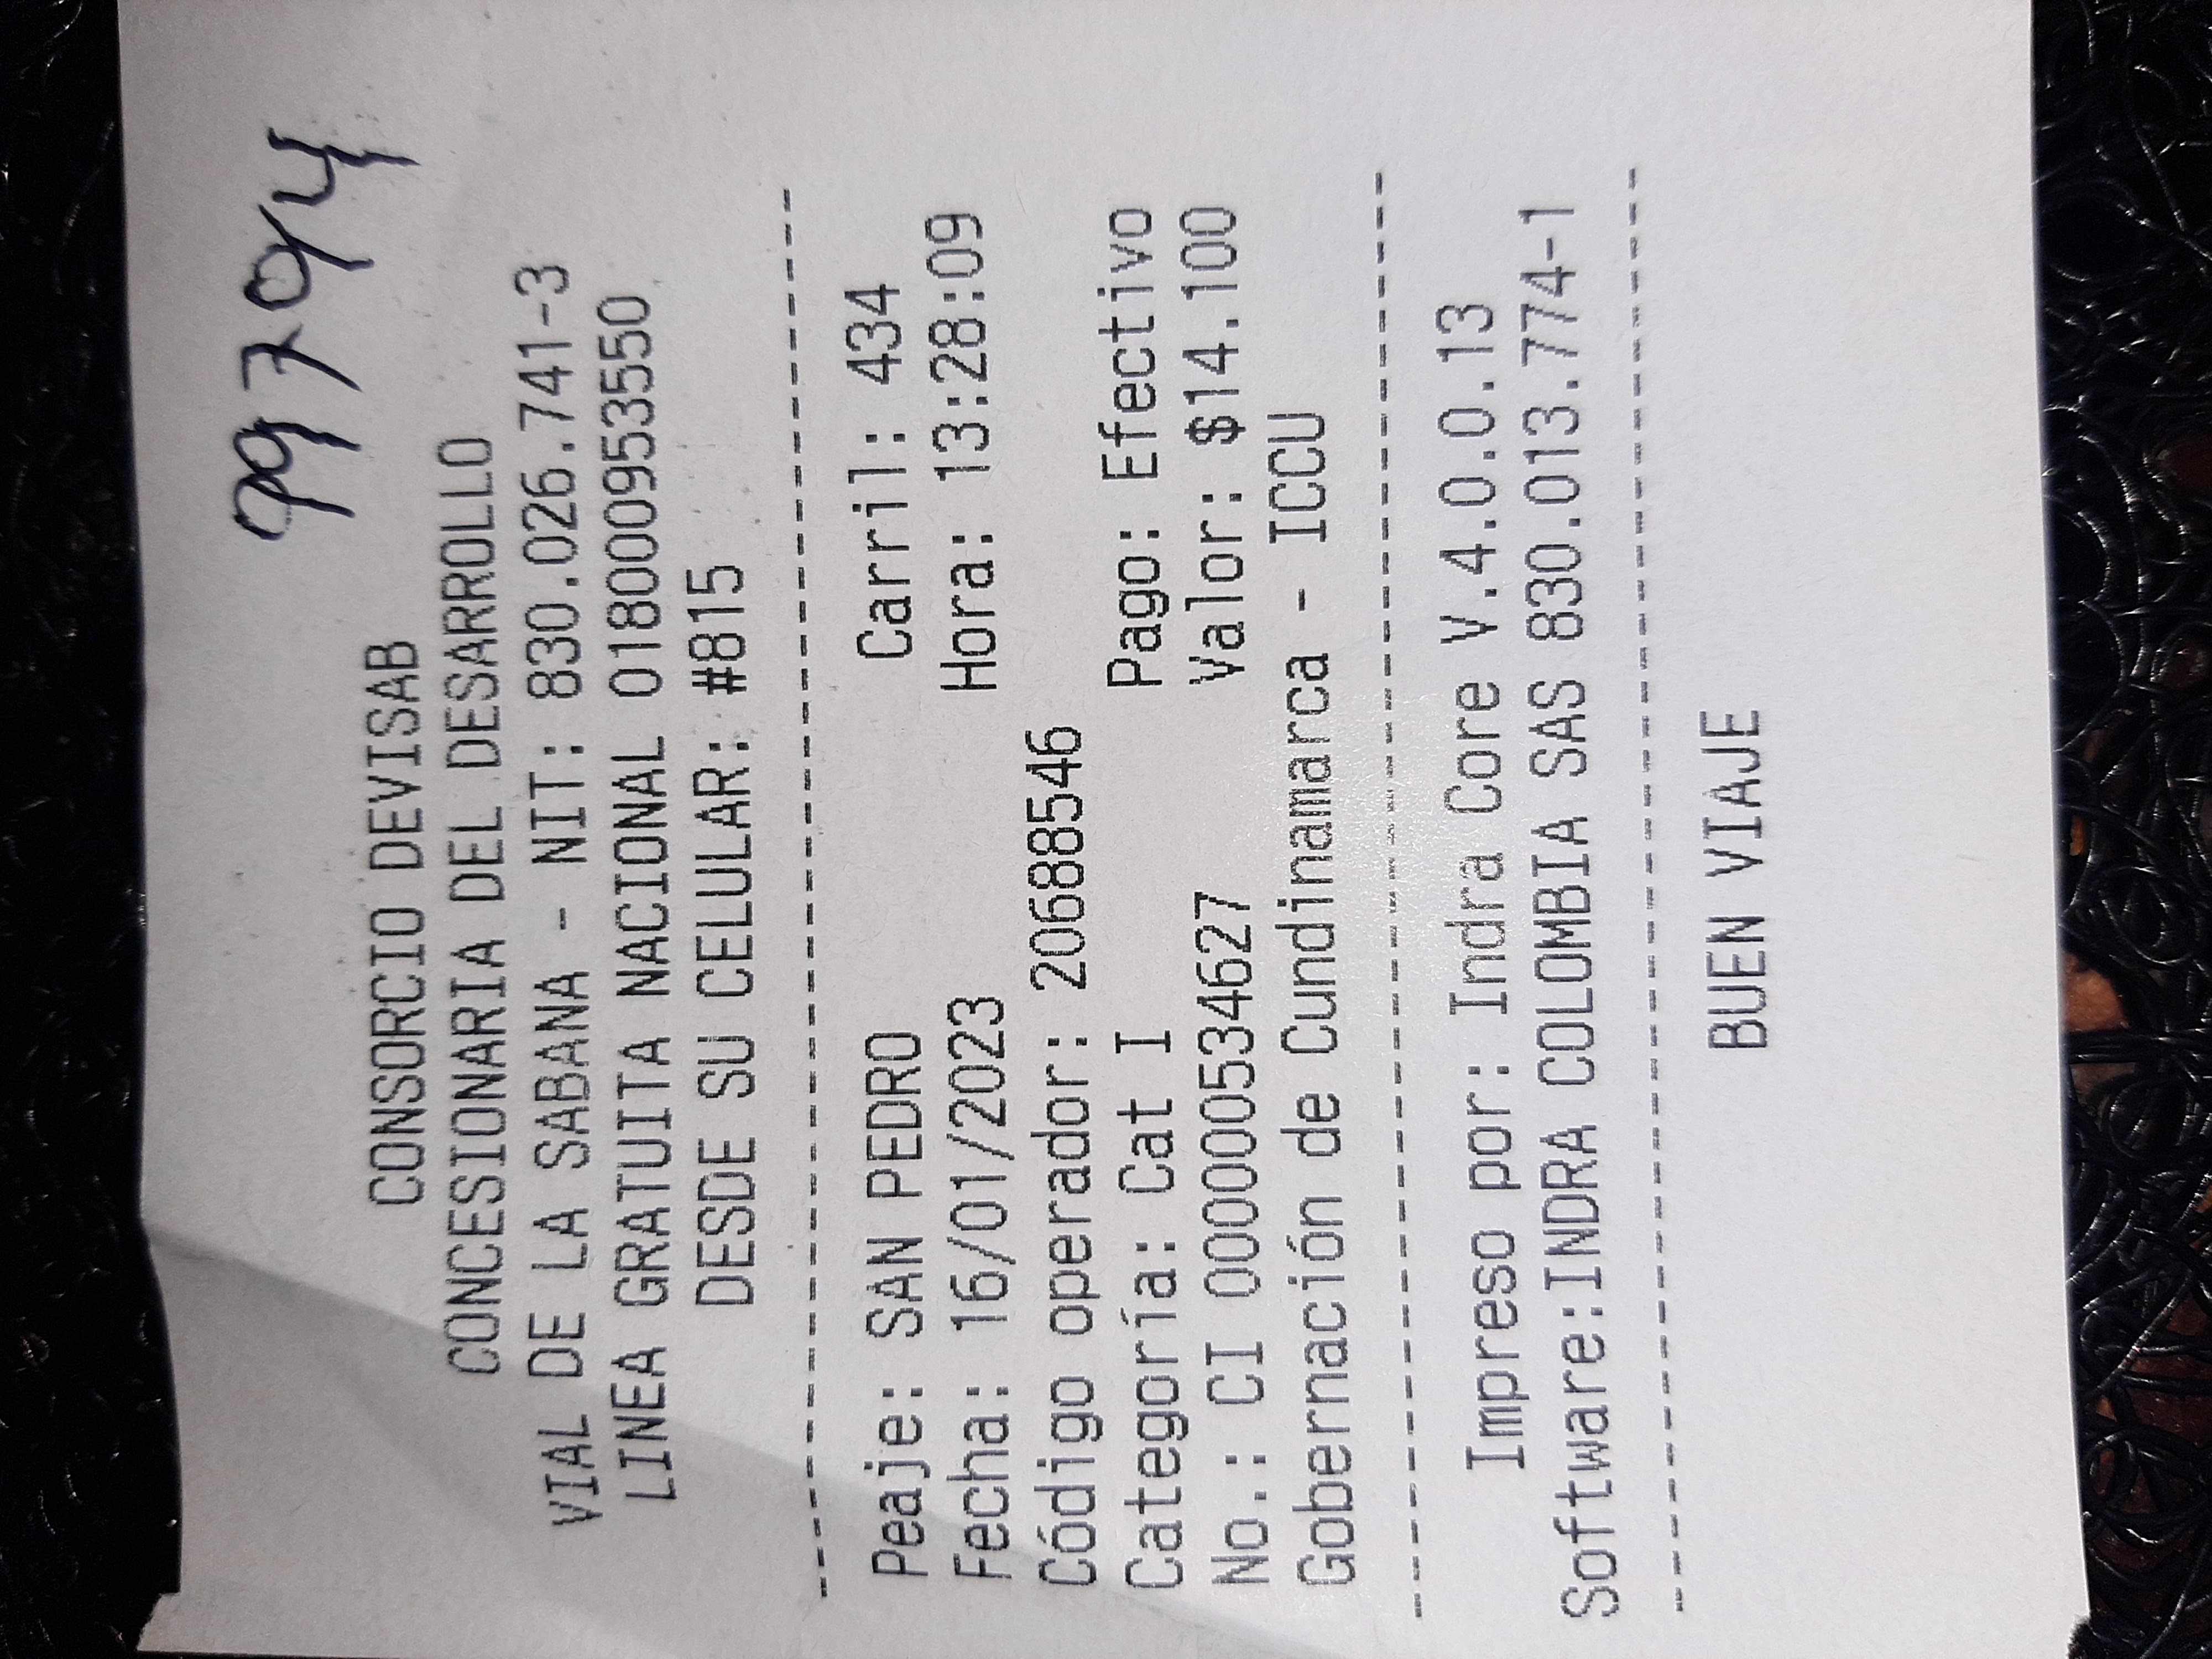 99794
CONSORCIO DEVISAB
CONCESIONARIA DEL DESARROLLO
VIAL DE LA SABANA - NIT: 830.026.741-3
LINEA GRATUITA NACIONAL 018000953550
DESDE SU CELULAR: #815
Peaje: SAN PEDRO Carril: 434
Fecha: 16/01/2023 Hora: 13:28:09
Código operador: 20688546
Categoría: Cat I Pago: Efectivo
No.: CI 000000534627 Valor: $14.100
Gobernación de Cundinamarca - ICCU
Impreso por: Indra Core V.4.0.0.13
Software:INDRA COLOMBIA SAS 830.013.774-1
BUEN VIAJE